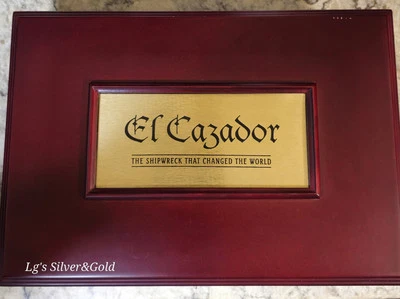 El Cazador
THE SHIPWRECK THAT CHANGED THE WORLD
Lg's Silver&Gold